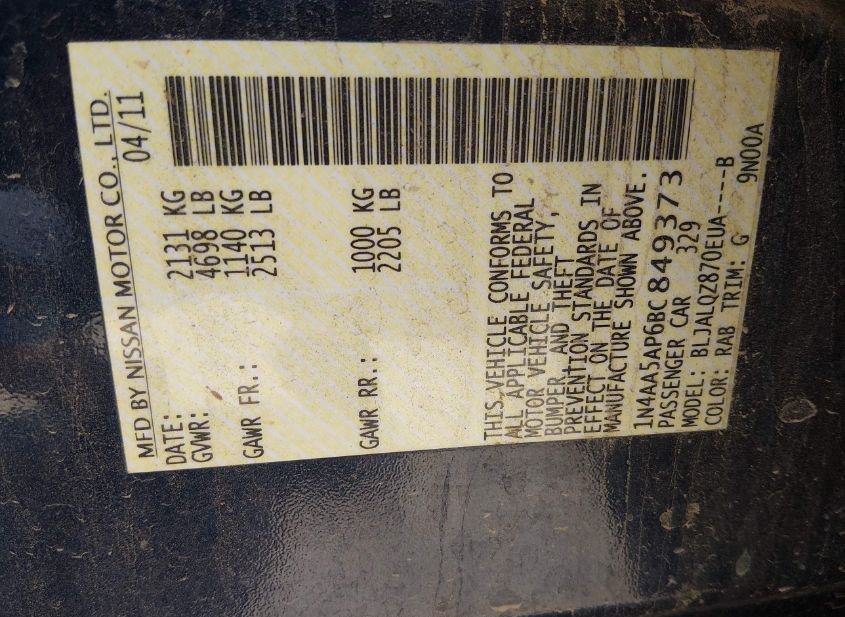 MFD BY NISSAN MOTOR CO., LTD.
DATE: 04/11
GVWR: 2131 KG
4698 LB
GAWR FR.: 1140 KG
2513 LB
GAWR RR.: 1000 KG
2205 LB
THIS VEHICLE CONFORMS TO
ALL APPLICABLE FEDERAL
MOTOR VEHICLE SAFETY,
BUMPER, AND THEFT
PREVENTION STANDARDS IN
EFFECT ON THE DATE OF
MANUFACTURE SHOWN ABOVE.
1N4AA5AP6BC849373
PASSENGER CAR 329
MODEL: BLJALQZ870EUA----B
COLOR: RAB TRIM: G 9N00A